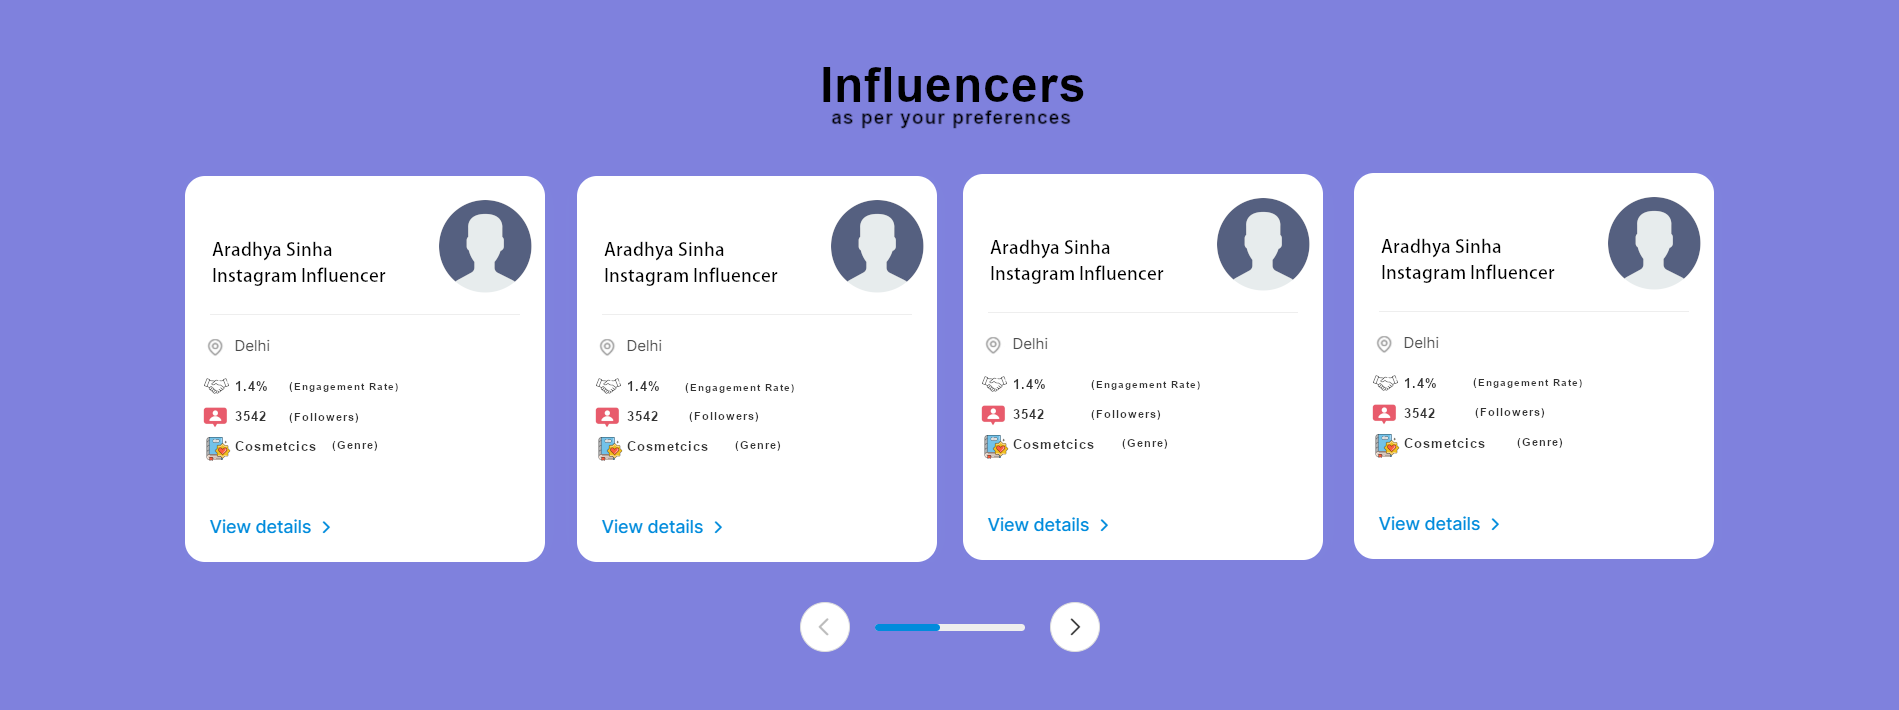 Influencers
as per your preferences
Aradhya Sinha
Instagram Influencer
Delhi
1.4% (Engagement Rate)
3542 (Followers)
Cosmetcics (Genre)
View details
Aradhya Sinha
Instagram Influencer
Delhi
1.4% (Engagement Rate)
3542 (Followers)
Cosmetcics (Genre)
View details
Aradhya Sinha
Instagram Influencer
Delhi
1.4% (Engagement Rate)
3542 (Followers)
Cosmetcics (Genre)
View details
Aradhya Sinha
Instagram Influencer
Delhi
1.4% (Engagement Rate)
3542 (Followers)
Cosmetcics (Genre)
View details